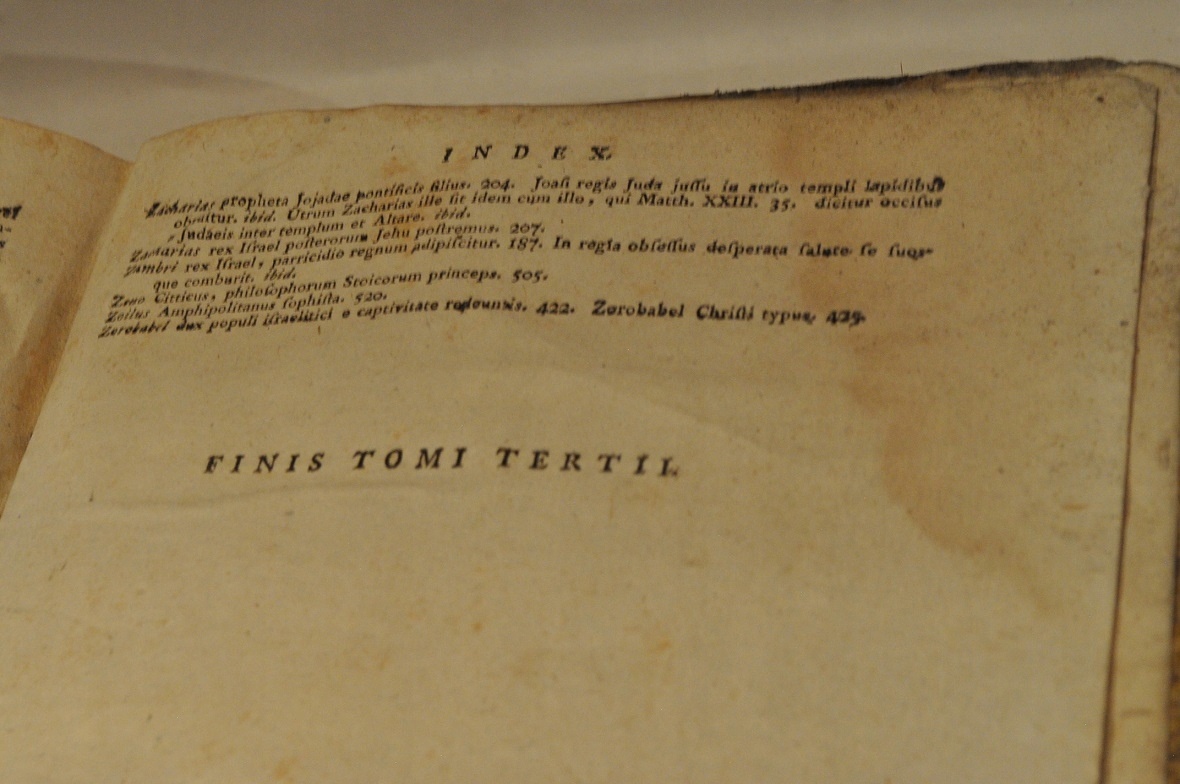 INDEX.
Zacharias propheta Jojadae pontificis filius. 204. Joaſi regis Juda juſſu in atrio templi lapidibus
obruitur. ibid. Utrum Zacharias ille ſit idem cum illo, qui Matth. XXIII. 35. dicitur occiſus
a Judaeis inter templum et Altare. ibid.
Zacharias rex Iſrael poſterorum Jehu poſtremus. 207.
Zambri rex Iſrael, parricidio regnum adipiſcitur. 187. In regia obſeſſus deſperata ſalute ſe ſuos-
que comburit. ibid.
Zeno Citticus, philoſophorum Stoicorum princeps. 505.
Zoilus Amphipolitanus ſophiſta. 520.
Zorobabel dux populi iſraelitici e captivitate redeuntis. 422. Zorobabel Chriſti typus,
FINIS TOMI TERTII.